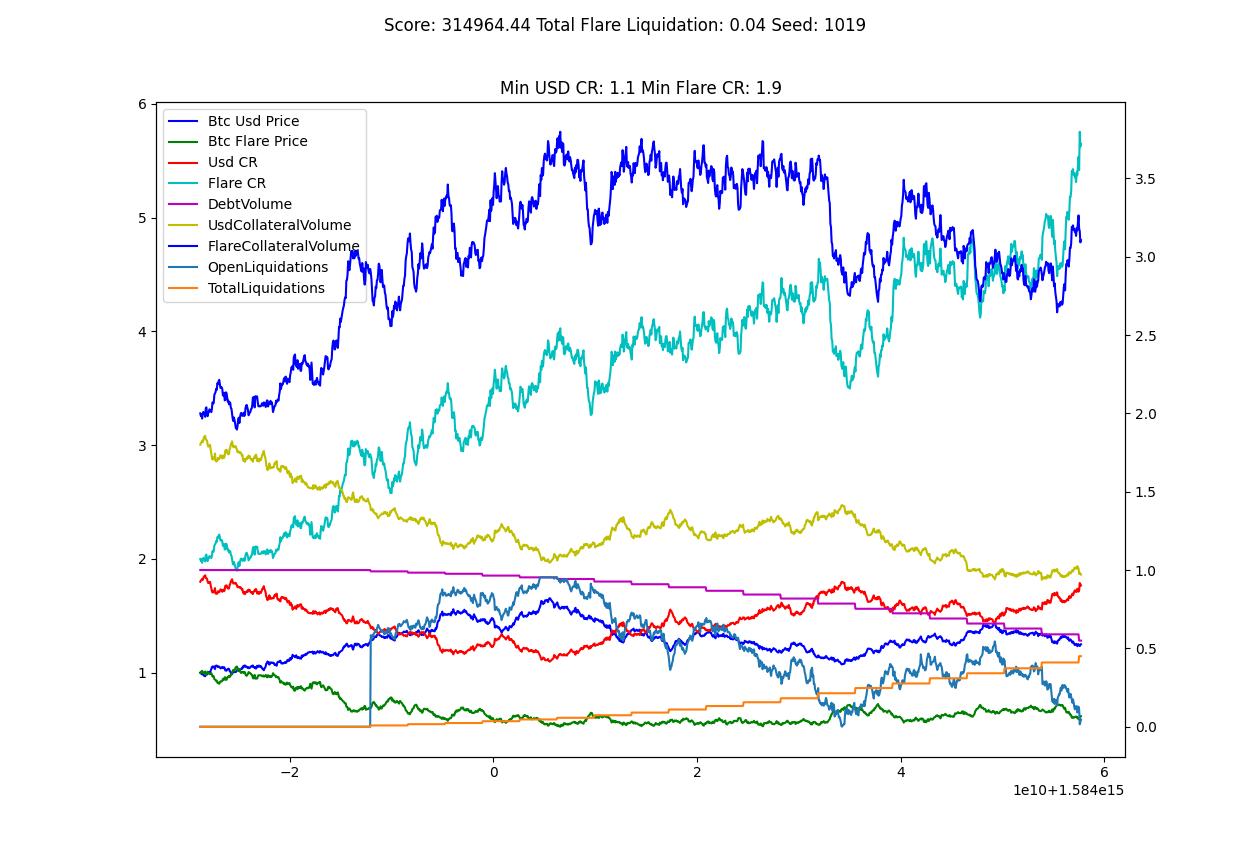 Score: 314964.44 Total Flare Liquidation: 0.04 Seed: 1019
Min USD CR: 1.1 Min Flare CR: 1.9
Btc Usd Price
Btc Flare Price
Usd CR
Flare CR
DebtVolume
UsdCollateralVolume
FlareCollateralVolume
OpenLiquidations
TotalLiquidations
6
5
4
3
2
1
3.5
3.0
2.5
2.0
1.5
1.0
0.5
0.0
−2
0
2
4
6
1e10+1.584e15